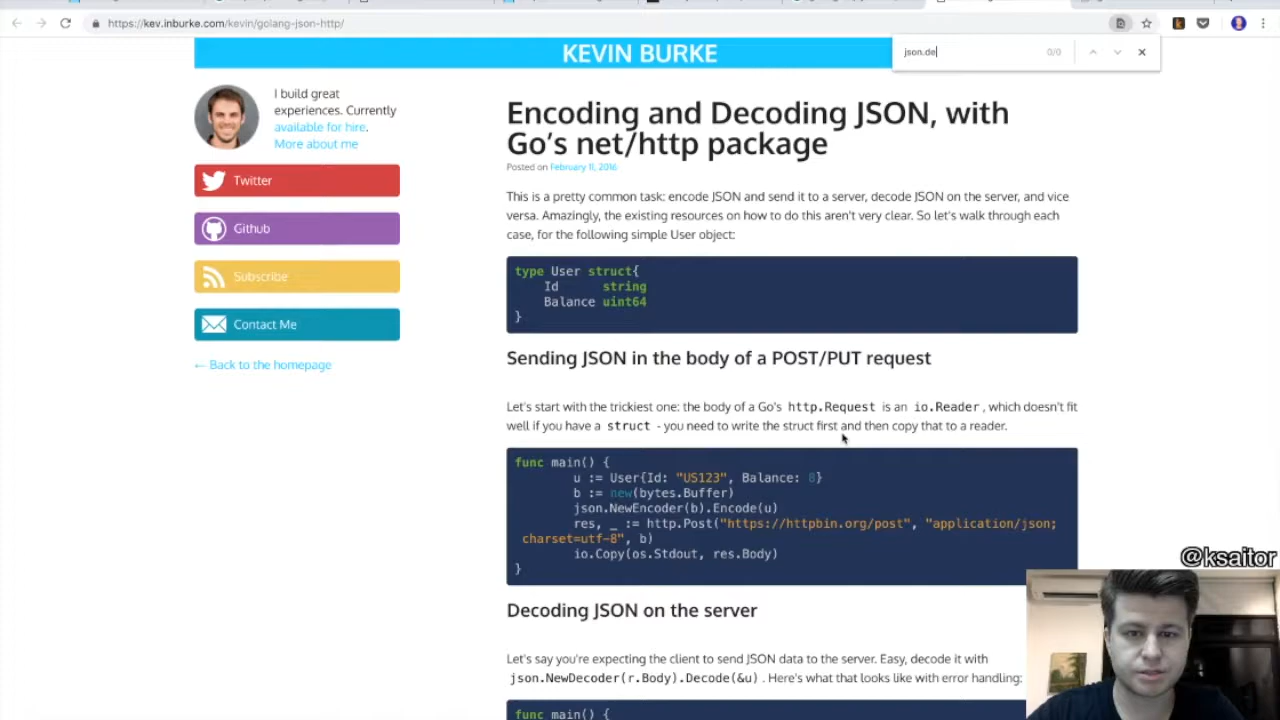 https://kev.inburke.com/kevin/golang-json-http/
json.de
0/0
KEVIN BURKE
I build great
experiences. Currently
available for hire.
More about me
Twitter
Github
Subscribe
Contact Me
← Back to the homepage
Encoding and Decoding JSON, with
Go's net/http package
Posted on February 11, 2016
This is a pretty common task: encode JSON and send it to a server, decode JSON on the server, and vice
versa. Amazingly, the existing resources on how to do this aren't very clear. So let's walk through each
case, for the following simple User object:
type User struct{
Id string
Balance uint64
}
Sending JSON in the body of a POST/PUT request
Let's start with the trickiest one: the body of a Go's http.Request is an io.Reader, which doesn't fit
well if you have a struct - you need to write the struct first and then copy that to a reader.
func main() {
u := User{Id: "US123", Balance: 8}
b := new(bytes.Buffer)
json.NewEncoder(b).Encode(u)
res, _ := http.Post("https://httpbin.org/post", "application/json;
charset=utf-8", b)
io.Copy(os.Stdout, res.Body)
}
@ksaitor
Decoding JSON on the server
Let's say you're expecting the client to send JSON data to the server. Easy, decode it with
json.NewDecoder(r.Body).Decode(&u). Here's what that looks like with error handling:
func main() {